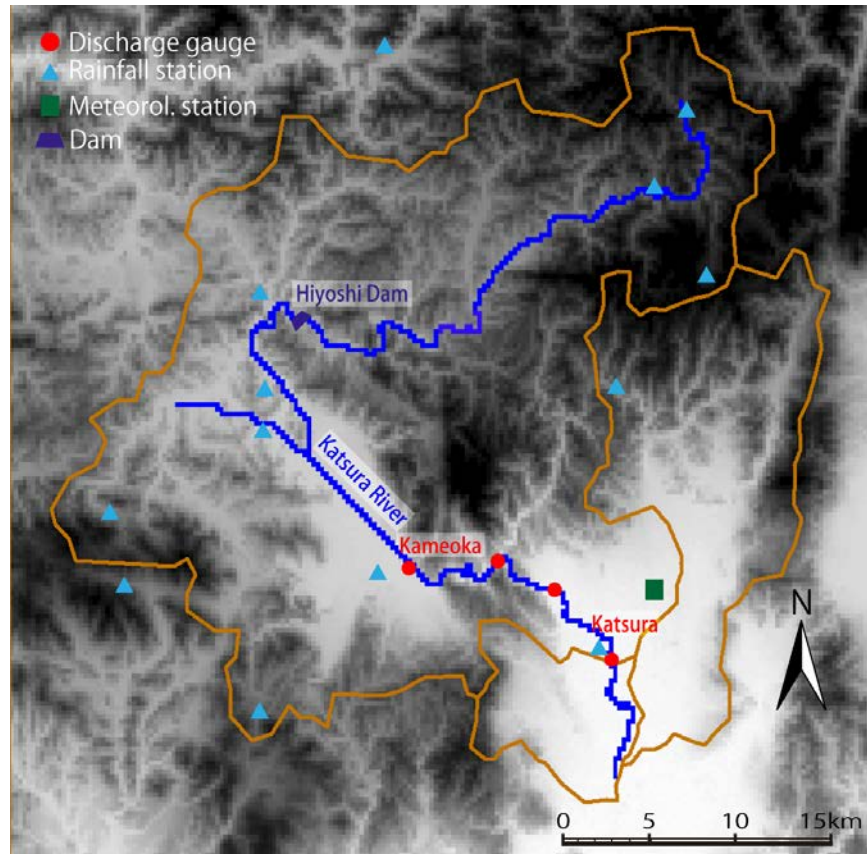 Discharge gauge
Rainfall station
Meteorol. station
Dam
Hiyoshi Dam
Katsura River
Kameoka
Katsura
N
0 5 10 15km